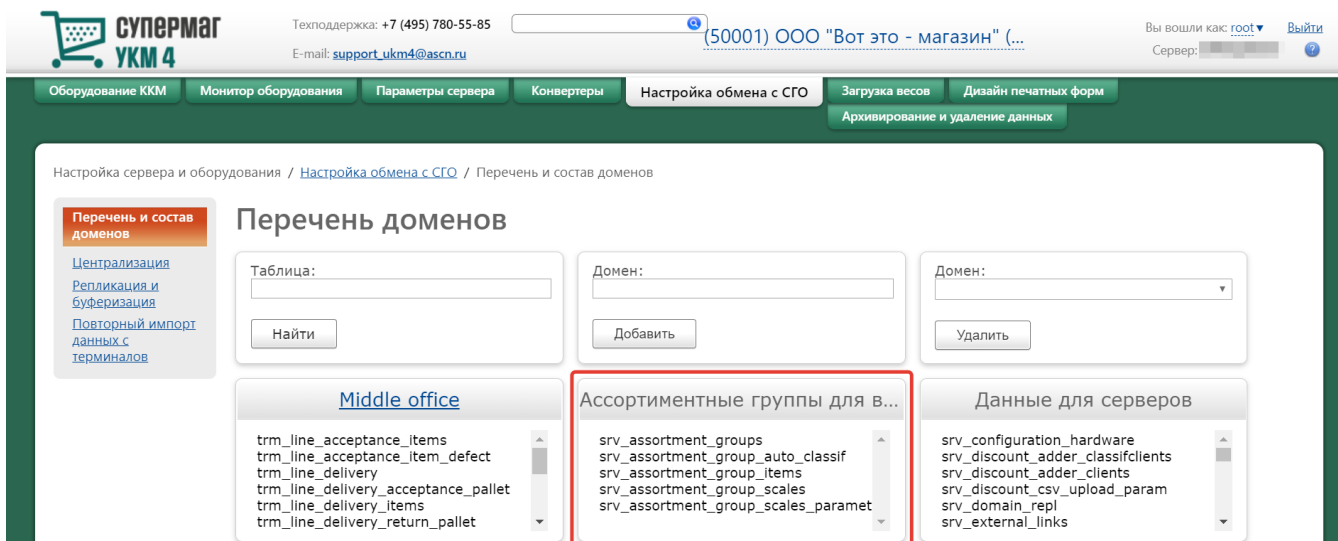 СУПЕРМАГ
УКМ 4
Техподдержка: +7 (495) 780-55-85
E-mail: support_ukm4@ascn.ru
(50001) ООО "Вот это - магазин" (...
Вы вошли как: root ▾ Выйти
Сервер:
?
Оборудование ККМ Монитор оборудования Параметры сервера Конвертеры Настройка обмена с СГО Загрузка весов Дизайн печатных форм
Архивирование и удаление данных
Настройка сервера и оборудования / Настройка обмена с СГО / Перечень и состав доменов
Перечень и состав
доменов
Централизация
Репликация и
буферизация
Повторный импорт
данных с
терминалов
Перечень доменов
Таблица:
Найти
Домен:
Добавить
Домен:
Удалить
Middle office
trm_line_acceptance_items
trm_line_acceptance_item_defect
trm_line_delivery
trm_line_delivery_acceptance_pallet
trm_line_delivery_items
trm_line_delivery_return_pallet
Ассортиментные группы для в...
srv_assortment_groups
srv_assortment_group_auto_classif
srv_assortment_group_items
srv_assortment_group_scales
srv_assortment_group_scales_paramet
Данные для серверов
srv_configuration_hardware
srv_discount_adder_classifclients
srv_discount_adder_clients
srv_discount_csv_upload_param
srv_domain_repl
srv_external_links